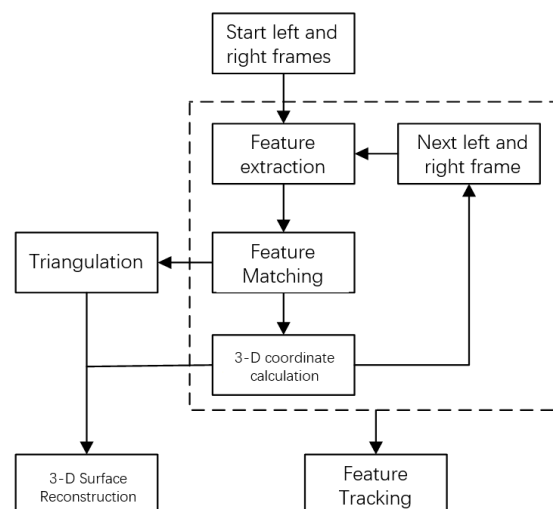 Start left and
right frames
Feature
extraction
Next left and
right frame
Triangulation
Feature
Matching
3-D coordinate
calculation
3-D Surface
Reconstruction
Feature
Tracking